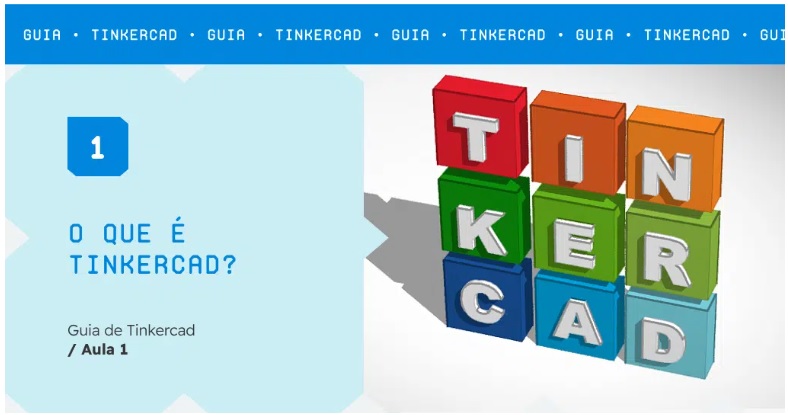 GUIA • TINKERCAD • GUIA • TINKERCAD • GUIA • TINKERCAD • GUIA • TINKERCAD • GUI
1
O QUE É
TINKERCAD?
Guia de Tinkercad
/ Aula 1
TIN
KER
CAD